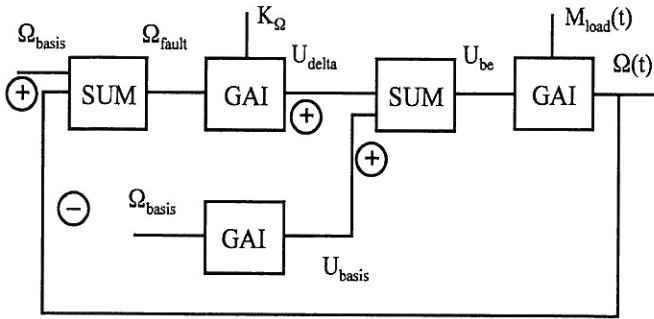 Ω_basis
Ω_fault
K_Ω
U_delta
U_be
M_load(t)
Ω(t)
+
SUM
GAI
+
SUM
GAI
+
−
Ω_basis
GAI
U_basis